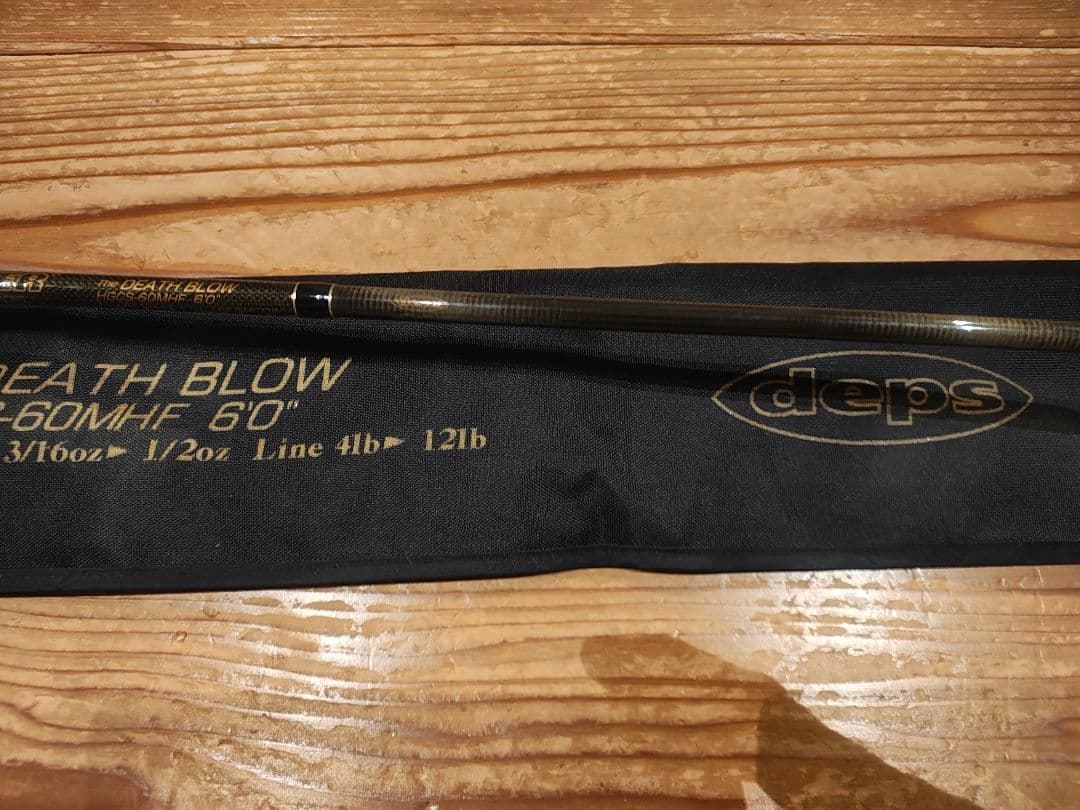 The DEATH BLOW
HGCS-60MHF 6'0"
DEATH BLOW
-60MHF 6'0"
3/16oz► 1/2oz Line 4lb► 12lb
deps